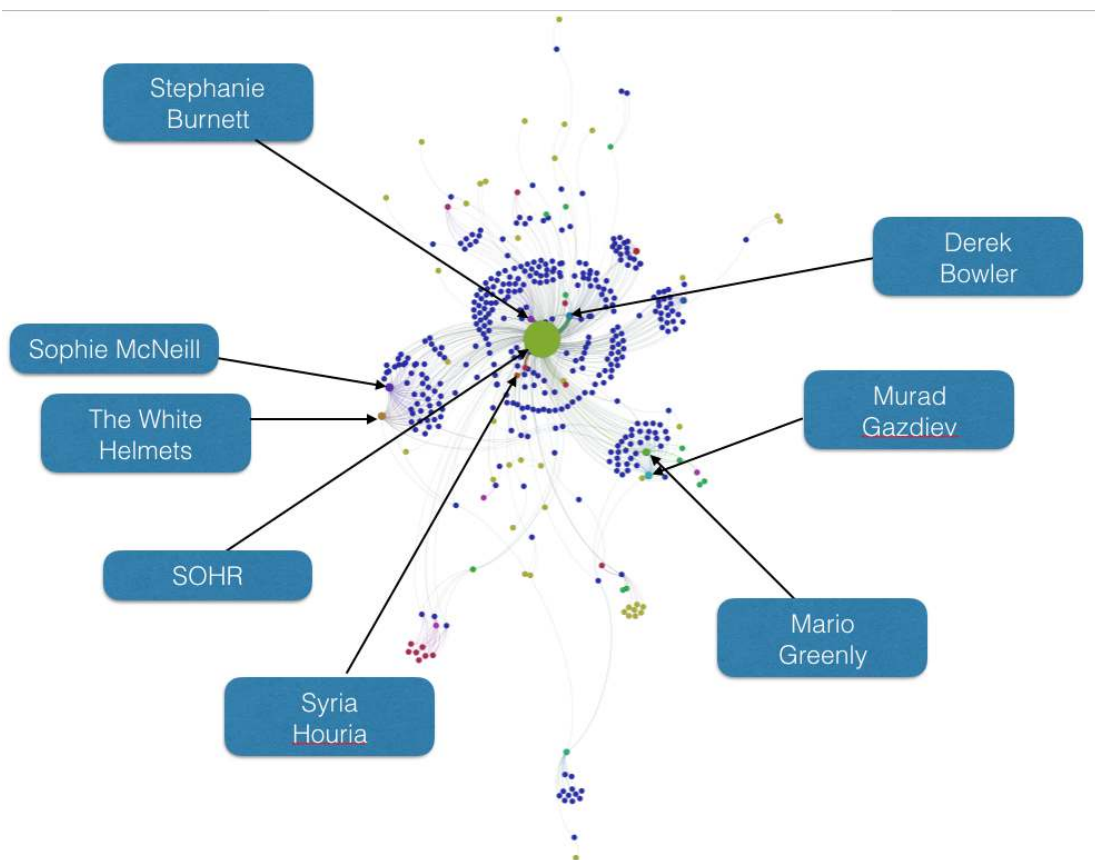 Stephanie
Burnett
Derek
Bowler
Sophie McNeill
The White
Helmets
Murad
Gazdiev
SOHR
Mario
Greenly
Syria
Houria